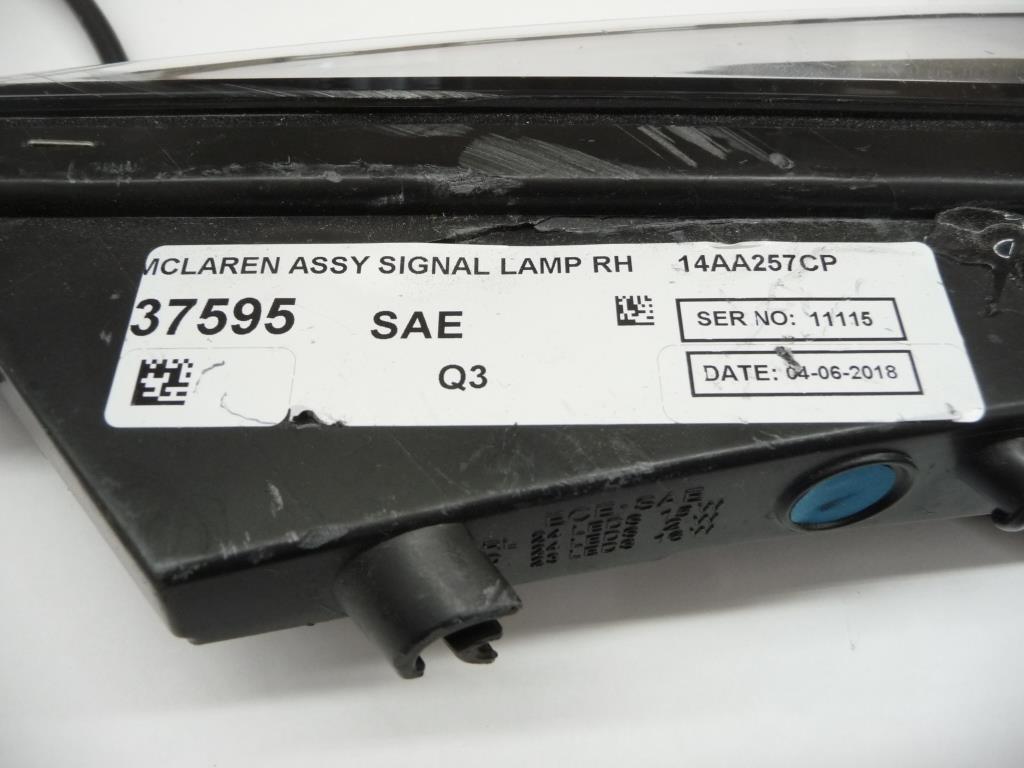 MCLAREN ASSY SIGNAL LAMP RH 14AA257CP
37595 SAE SER NO: 11115
Q3 DATE: 04-06-2018